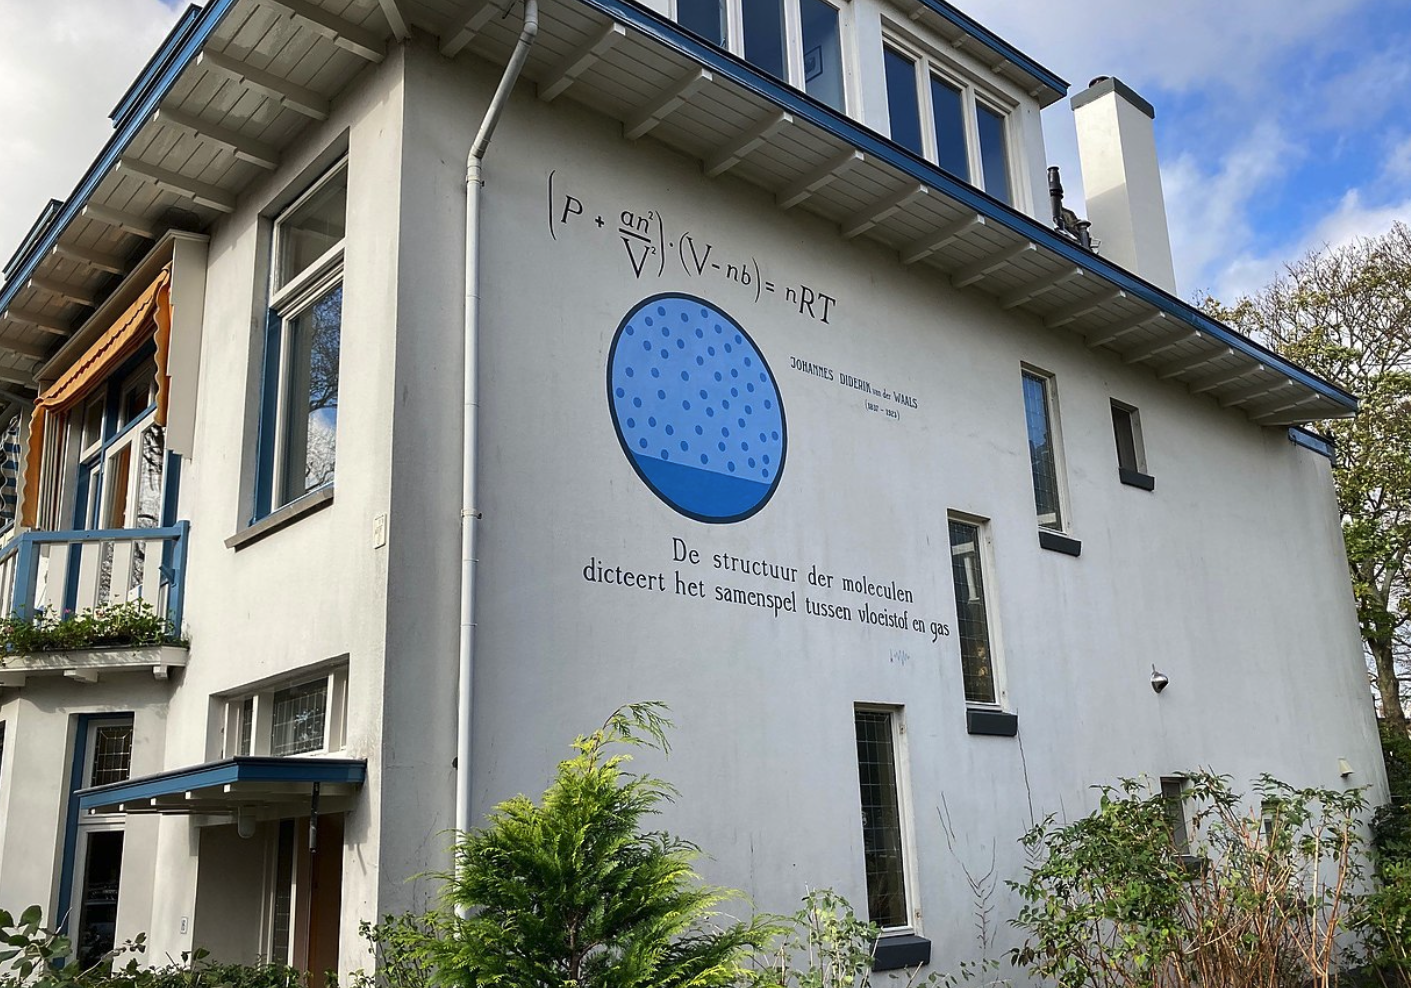 (P + an²/V²)·(V-nb) = nRT
JOHANNES DIDERIK van der WAALS
(1837 - 1923)
De structuur der moleculen
dicteert het samenspel tussen vloeistof en gas